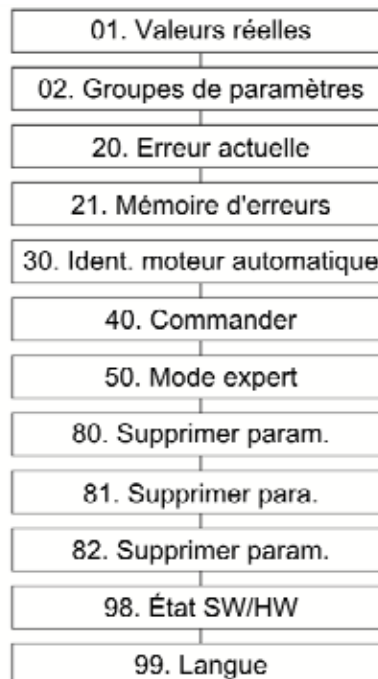 01. Valeurs réelles
02. Groupes de paramètres
20. Erreur actuelle
21. Mémoire d'erreurs
30. Ident. moteur automatique
40. Commander
50. Mode expert
80. Supprimer param.
81. Supprimer para.
82. Supprimer param.
98. État SW/HW
99. Langue